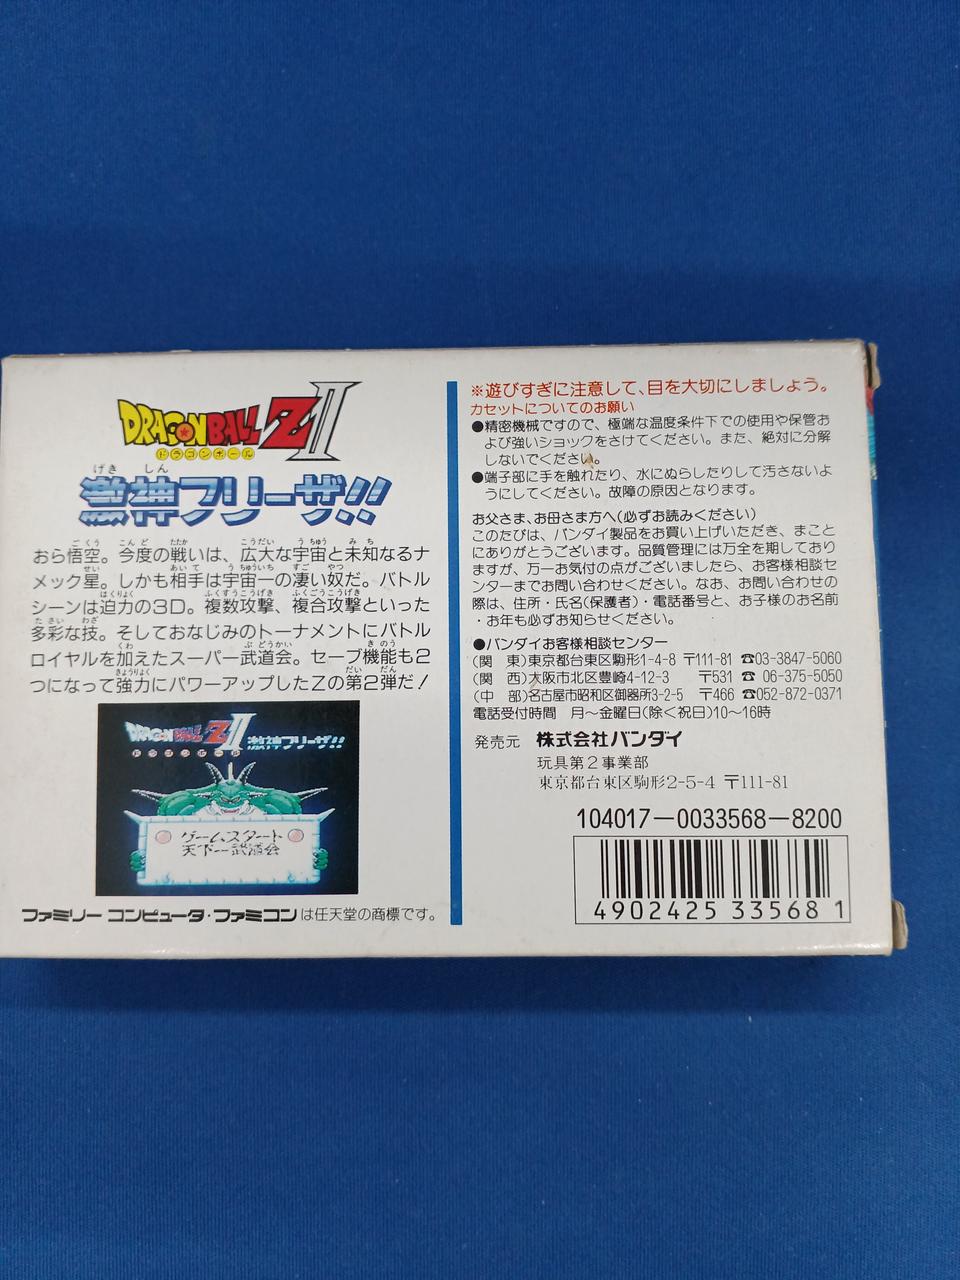 DRAGON BALL Z II
ドラゴンボール
げき しん
激神フリーザ!!
おら悟空。今度の戦いは、広大な宇宙と未知なるナ
メック星。しかも相手は宇宙一の凄い奴だ。バトル
シーンは迫力の3D。複数攻撃、複合攻撃といった
多彩な技。そしておなじみのトーナメントにバトル
ロイヤルを加えたスーパー武道会。セーブ機能も2
つになって強力にパワーアップしたZの第2弾だ!
DRAGON BALL Z II 激神フリーザ!!
ドラゴンボール
ゲームスタート
天下一武道会
ファミリー コンピュータ・ファミコンは任天堂の商標です。
※遊びすぎに注意して、目を大切にしましょう。
カセットについてのお願い
●精密機械ですので、極端な温度条件下での使用や保管お
よび強いショックをさけてください。また、絶対に分解
しないでください。
●端子部に手を触れたり、水にぬらしたりして汚さないよ
うにしてください。故障の原因となります。
お父さま、お母さま方へ(必ずお読みください)
このたびは、バンダイ製品をお買い上げいただき、まこと
にありがとうございます。品質管理には万全を期しており
ますが、万一お気付の点がございましたら、お客様相談セ
ンターまでお問い合わせください。なお、お問い合わせの
際は、住所・氏名(保護者)・電話番号と、お子様のお名前
・お年も必ずお知らせください。
●バンダイお客様相談センター
(関 東)東京都台東区駒形1-4-8 〒111-81 ☎03-3847-5060
(関 西)大阪市北区豊崎4-12-3 〒531 ☎ 06-375-5050
(中 部)名古屋市昭和区御器所3-2-5 〒466 ☎052-872-0371
電話受付時間 月〜金曜日(除く祝日)10〜16時
発売元 株式会社バンダイ
玩具第2事業部
東京都台東区駒形2-5-4 〒111-81
104017-0033568-8200
4902425 335681